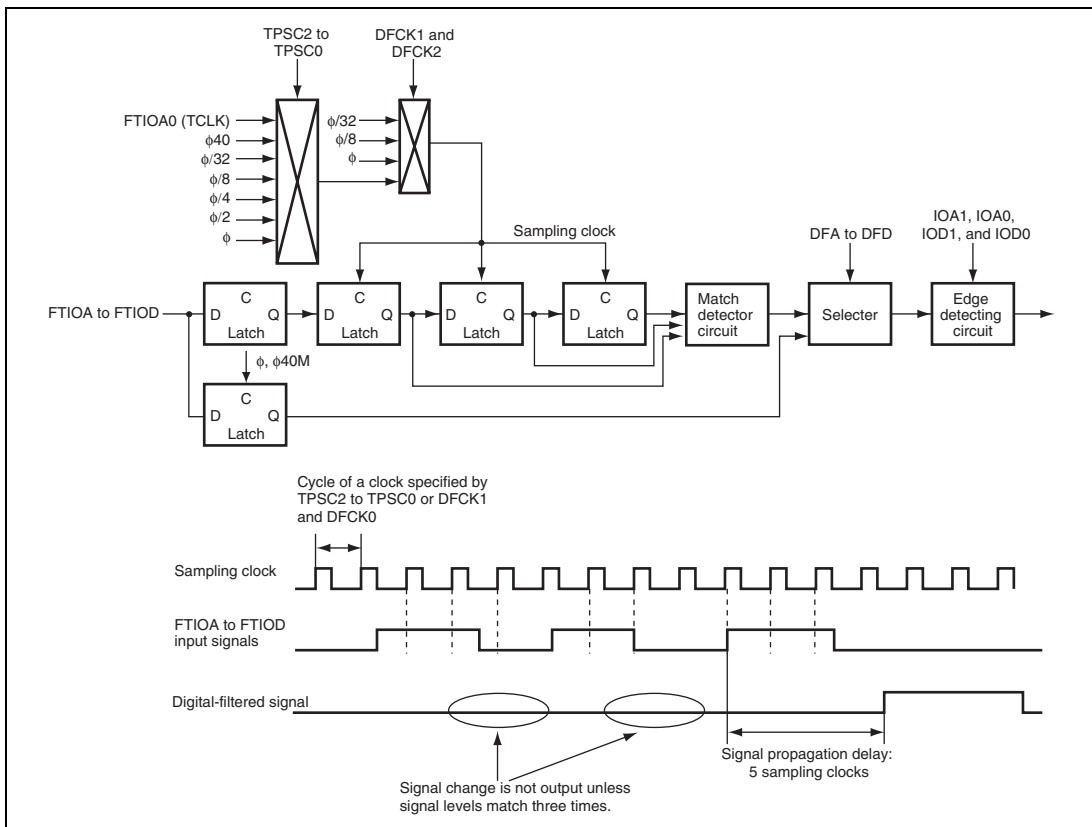 TPSC2 to
TPSC0
DFCK1 and
DFCK2
FTIOA0 (TCLK)
ϕ40
ϕ/32
ϕ/8
ϕ/4
ϕ/2
ϕ
ϕ/32
ϕ/8
ϕ
Sampling clock
DFA to DFD
IOA1, IOA0,
IOD1, and IOD0
FTIOA to FTIOD
C
D Q
Latch
C
D Q
Latch
C
D Q
Latch
C
D Q
Latch
Match
detector
circuit
Selecter
Edge
detecting
circuit
ϕ, ϕ40M
C
D Q
Latch
Cycle of a clock specified by
TPSC2 to TPSC0 or DFCK1
and DFCK0
Sampling clock
FTIOA to FTIOD
input signals
Digital-filtered signal
Signal change is not output unless
signal levels match three times.
Signal propagation delay:
5 sampling clocks